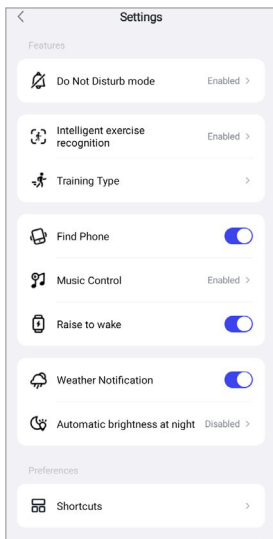 Settings
Features
Do Not Disturb mode Enabled >
Intelligent exercise
recognition Enabled >
Training Type >
Find Phone
Music Control Enabled >
Raise to wake
Weather Notification
Automatic brightness at night Disabled >
Preferences
Shortcuts >